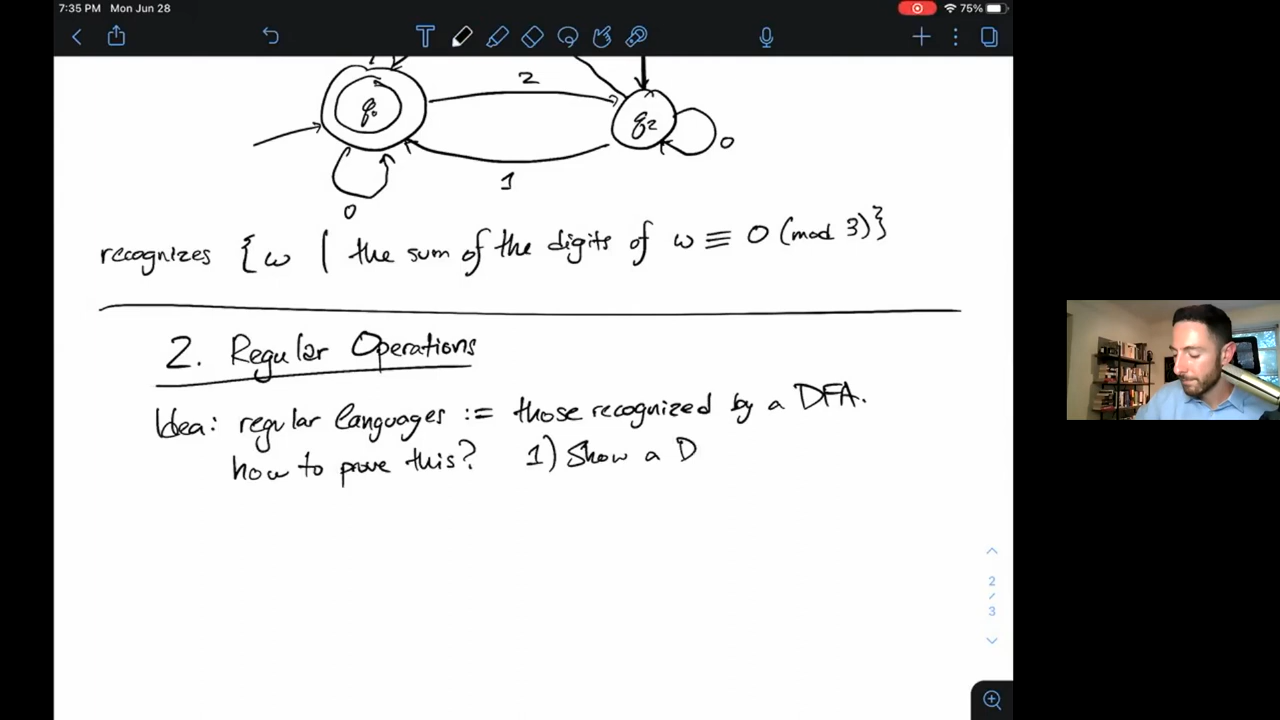 7:35 PM Mon Jun 28
75%
T
2
q0
q2
0
1
0
recognizes { w | the sum of the digits of w ≡ 0 (mod 3)}
2. Regular Operations
Idea: regular languages := those recognized by a DFA.
how to prove this? 1) Show a D
2
/
3